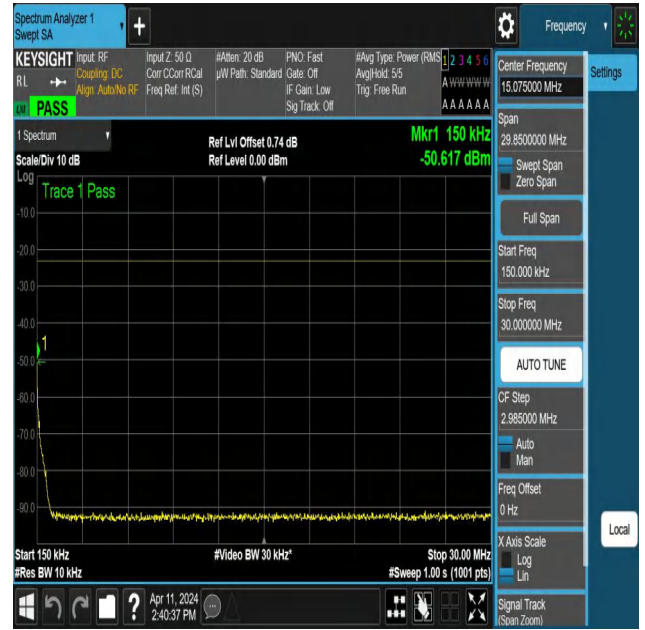 Spectrum Analyzer 1
Swept SA
+
Frequency
KEYSIGHT
RL
LXI
PASS
Input: RF
Coupling: DC
Align: Auto/No RF
Input Z: 50 Ω
Corr CCorr RCal
Freq Ref: Int (S)
#Atten: 20 dB
µW Path: Standard
PNO: Fast
Gate: Off
IF Gain: Low
Sig Track: Off
#Avg Type: Power (RMS
Avg|Hold: 5/5
Trig: Free Run
1 2 3 4 5 6
A W W W W W
A A A A A A
1 Spectrum
Scale/Div 10 dB
Ref Lvl Offset 0.74 dB
Ref Level 0.00 dBm
Mkr1 150 kHz
-50.617 dBm
Log
Trace 1 Pass
-10.0
-20.0
-30.0
-40.0
1
-50.0
-60.0
-70.0
-80.0
-90.0
Start 150 kHz
#Res BW 10 kHz
#Video BW 30 kHz*
Stop 30.00 MHz
#Sweep 1.00 s (1001 pts)
Apr 11, 2024
2:40:37 PM
Center Frequency
15.075000 MHz
Settings
Span
29.8500000 MHz
Swept Span
Zero Span
Full Span
Start Freq
150.000 kHz
Stop Freq
30.000000 MHz
AUTO TUNE
CF Step
2.985000 MHz
Auto
Man
Freq Offset
0 Hz
X Axis Scale
Log
Lin
Local
Signal Track
(Span Zoom)